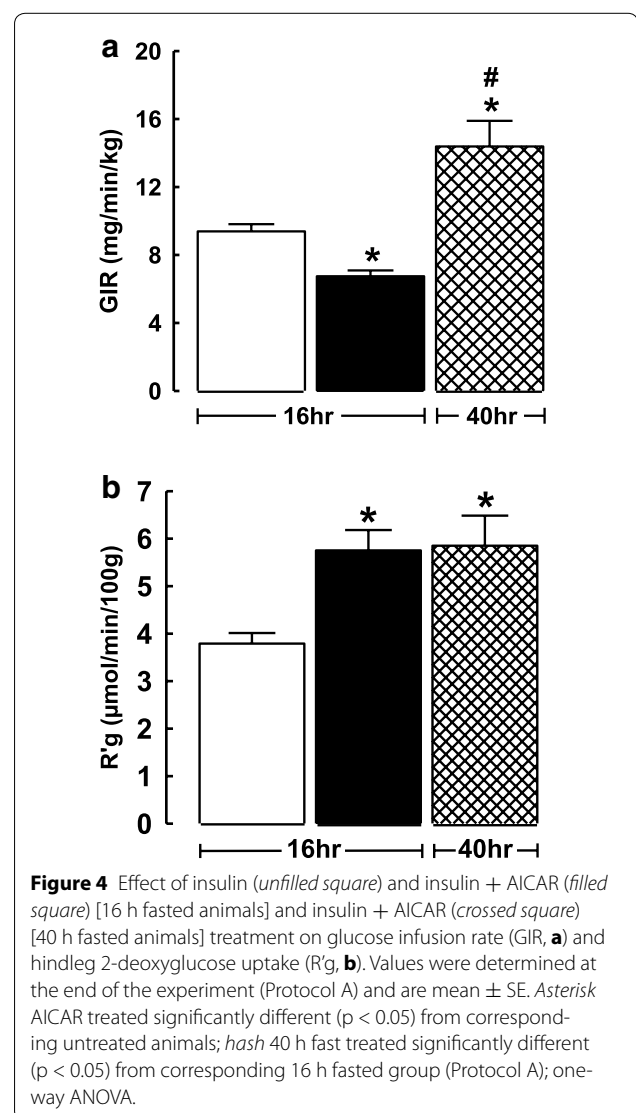 a
20
16
12
8
4
0
GIR (mg/min/kg)
*
#
*
16hr
40hr
b
7
6
5
4
3
2
1
0
R'g (µmol/min/100g)
*
*
16hr
40hr
Figure 4 Effect of insulin (unfilled square) and insulin + AICAR (filled
square) [16 h fasted animals] and insulin + AICAR (crossed square)
[40 h fasted animals] treatment on glucose infusion rate (GIR, a) and
hindleg 2-deoxyglucose uptake (R'g, b). Values were determined at
the end of the experiment (Protocol A) and are mean ± SE. Asterisk
AICAR treated significantly different (p < 0.05) from correspond-
ing untreated animals; hash 40 h fast treated significantly different
(p < 0.05) from corresponding 16 h fasted group (Protocol A); one-
way ANOVA.